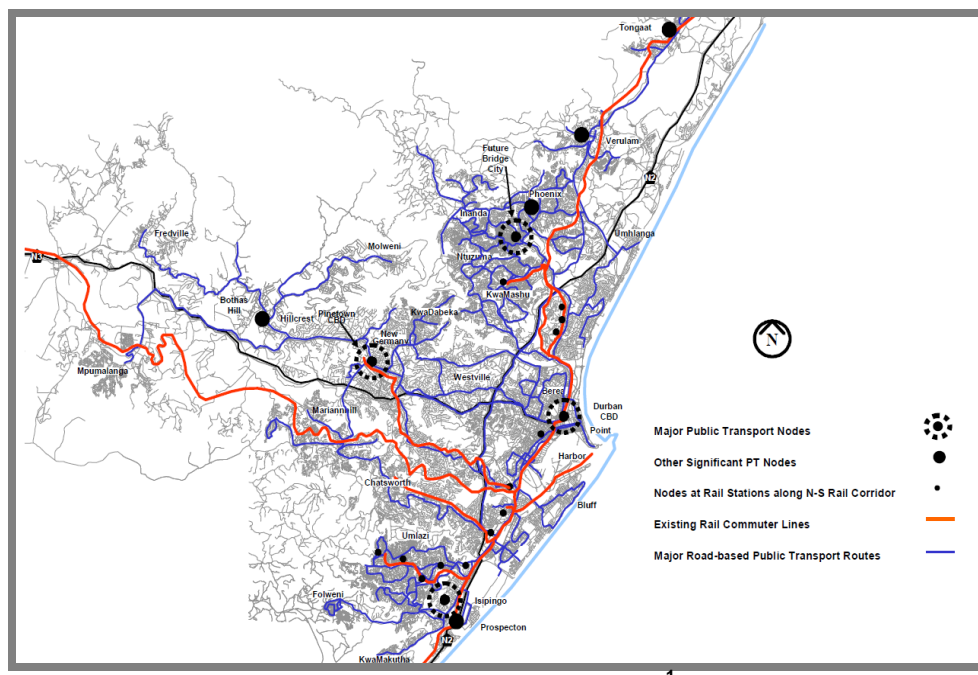 Tongaat
Verulam
N2
Future
Bridge
City
Phoenix
Inanda
Umhlanga
Fredville
Molweni
Ntuzuma
N3
KwaMashu
Bothas
Hill
Hillcrest
Pinetown
CBD
KwaDabeka
New
Germany
Mpumalanga
Westville
Berea
Durban
CBD
Mariannhill
Point
Harbor
Chatsworth
Bluff
Umlazi
Folweni
Isipingo
Prospecton
N2
KwaMakutha
N
Major Public Transport Nodes
Other Significant PT Nodes
Nodes at Rail Stations along N-S Rail Corridor
Existing Rail Commuter Lines
Major Road-based Public Transport Routes